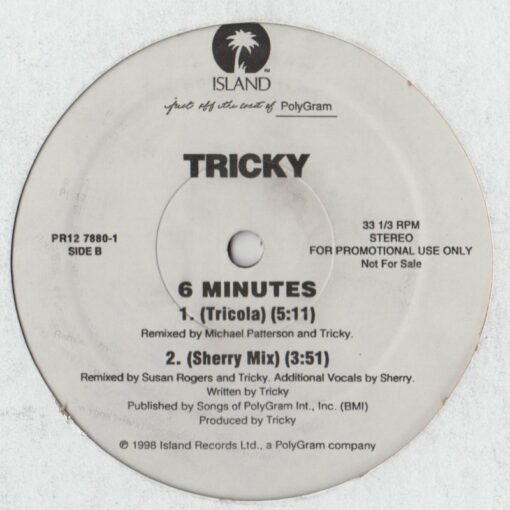 ISLAND
just off the coast of PolyGram
TRICKY
PR12 7880-1
SIDE B
33 1/3 RPM
STEREO
FOR PROMOTIONAL USE ONLY
Not For Sale
6 MINUTES
1. (Tricola) (5:11)
Remixed by Michael Patterson and Tricky.
2. (Sherry Mix) (3:51)
Remixed by Susan Rogers and Tricky. Additional Vocals by Sherry.
Written by Tricky
Published by Songs of PolyGram Int., Inc. (BMI)
Produced by Tricky
℗ 1998 Island Records Ltd., a PolyGram company